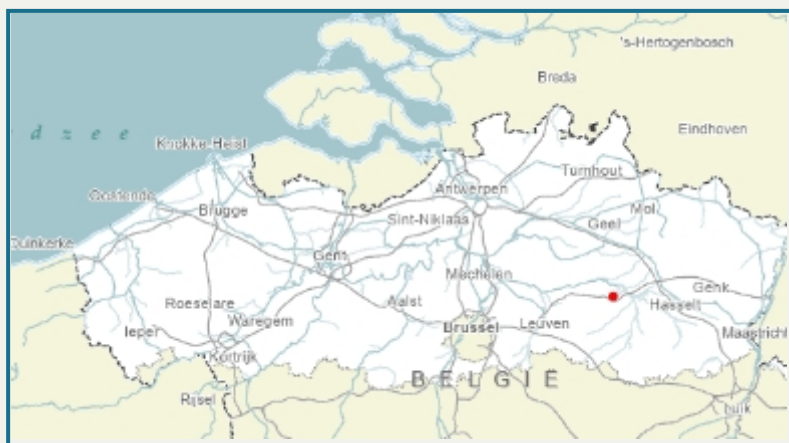 's-Hertogenbosch
Breda
Eindhoven
d z e e
Knokke-Heist
Turnhout
Antwerpen
Oostende
Brugge
Mol
Sint-Niklaas
Geel
Duinkerke
Gent
Mechelen
Genk
Roeselare
Aalst
Hasselt
Ieper
Waregem
Brussel
Leuven
Maastricht
Kortrijk
BELGIË
Rijsel
Luik